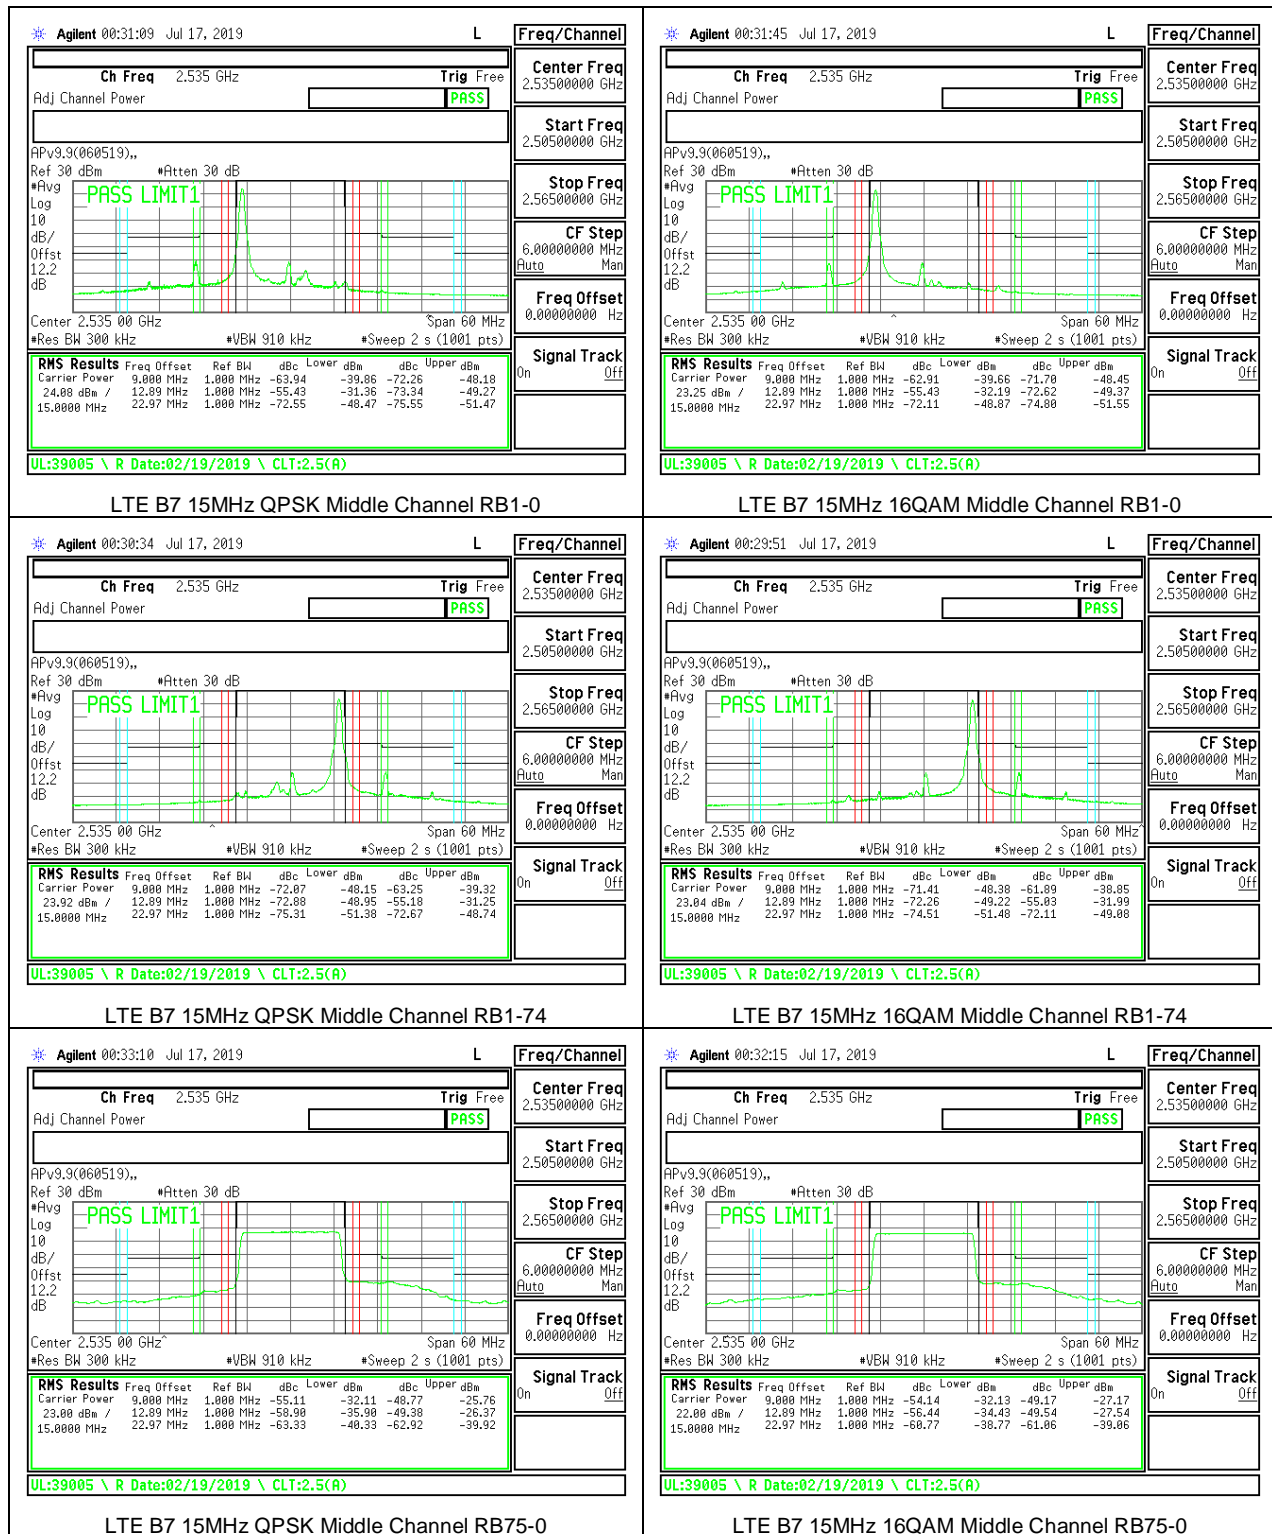 Agilent 00:31:09 Jul 17, 2019 L Freq/Channel
Ch Freq 2.535 GHz Trig Free
Adj Channel Power PASS
Center Freq
2.53500000 GHz
Start Freq
2.50500000 GHz
APv9.9(060519),,
Ref 30 dBm #Atten 30 dB
#Avg
Log
10
dB/
Offst
12.2
dB
PASS LIMIT1
Stop Freq
2.56500000 GHz
CF Step
6.00000000 MHz
Auto Man
Freq Offset
0.00000000 Hz
Center 2.535 00 GHz Span 60 MHz
#Res BW 300 kHz #VBW 910 kHz #Sweep 2 s (1001 pts)
Signal Track
On Off
RMS Results Freq Offset Ref BW dBc Lower dBm dBc Upper dBm
Carrier Power 9.000 MHz 1.000 MHz -63.94 -39.86 -72.26 -48.18
24.08 dBm / 12.89 MHz 1.000 MHz -55.43 -31.36 -73.34 -49.27
15.0000 MHz 22.97 MHz 1.000 MHz -72.55 -48.47 -75.55 -51.47
UL:39005 \ R Date:02/19/2019 \ CLT:2.5(A)
LTE B7 15MHz QPSK Middle Channel RB1-0
Agilent 00:31:45 Jul 17, 2019 L Freq/Channel
Ch Freq 2.535 GHz Trig Free
Adj Channel Power PASS
Center Freq
2.53500000 GHz
Start Freq
2.50500000 GHz
APv9.9(060519),,
Ref 30 dBm #Atten 30 dB
#Avg
Log
10
dB/
Offst
12.2
dB
PASS LIMIT1
Stop Freq
2.56500000 GHz
CF Step
6.00000000 MHz
Auto Man
Freq Offset
0.00000000 Hz
Center 2.535 00 GHz Span 60 MHz
#Res BW 300 kHz #VBW 910 kHz #Sweep 2 s (1001 pts)
Signal Track
On Off
RMS Results Freq Offset Ref BW dBc Lower dBm dBc Upper dBm
Carrier Power 9.000 MHz 1.000 MHz -62.91 -39.66 -71.70 -48.45
23.25 dBm / 12.89 MHz 1.000 MHz -55.43 -32.19 -72.62 -49.37
15.0000 MHz 22.97 MHz 1.000 MHz -72.11 -48.87 -74.80 -51.55
UL:39005 \ R Date:02/19/2019 \ CLT:2.5(A)
LTE B7 15MHz 16QAM Middle Channel RB1-0
Agilent 00:30:34 Jul 17, 2019 L Freq/Channel
Ch Freq 2.535 GHz Trig Free
Adj Channel Power PASS
Center Freq
2.53500000 GHz
Start Freq
2.50500000 GHz
APv9.9(060519),,
Ref 30 dBm #Atten 30 dB
#Avg
Log
10
dB/
Offst
12.2
dB
PASS LIMIT1
Stop Freq
2.56500000 GHz
CF Step
6.00000000 MHz
Auto Man
Freq Offset
0.00000000 Hz
Center 2.535 00 GHz Span 60 MHz
#Res BW 300 kHz #VBW 910 kHz #Sweep 2 s (1001 pts)
Signal Track
On Off
RMS Results Freq Offset Ref BW dBc Lower dBm dBc Upper dBm
Carrier Power 9.000 MHz 1.000 MHz -72.07 -48.15 -63.25 -39.32
23.92 dBm / 12.89 MHz 1.000 MHz -72.88 -48.95 -55.18 -31.25
15.0000 MHz 22.97 MHz 1.000 MHz -75.31 -51.38 -72.67 -48.74
UL:39005 \ R Date:02/19/2019 \ CLT:2.5(A)
LTE B7 15MHz QPSK Middle Channel RB1-74
Agilent 00:29:51 Jul 17, 2019 L Freq/Channel
Ch Freq 2.535 GHz Trig Free
Adj Channel Power PASS
Center Freq
2.53500000 GHz
Start Freq
2.50500000 GHz
APv9.9(060519),,
Ref 30 dBm #Atten 30 dB
#Avg
Log
10
dB/
Offst
12.2
dB
PASS LIMIT1
Stop Freq
2.56500000 GHz
CF Step
6.00000000 MHz
Auto Man
Freq Offset
0.00000000 Hz
Center 2.535 00 GHz Span 60 MHz
#Res BW 300 kHz #VBW 910 kHz #Sweep 2 s (1001 pts)
Signal Track
On Off
RMS Results Freq Offset Ref BW dBc Lower dBm dBc Upper dBm
Carrier Power 9.000 MHz 1.000 MHz -71.41 -48.38 -61.89 -38.85
23.04 dBm / 12.89 MHz 1.000 MHz -72.26 -49.22 -55.03 -31.99
15.0000 MHz 22.97 MHz 1.000 MHz -74.51 -51.48 -72.11 -49.08
UL:39005 \ R Date:02/19/2019 \ CLT:2.5(A)
LTE B7 15MHz 16QAM Middle Channel RB1-74
Agilent 00:33:10 Jul 17, 2019 L Freq/Channel
Ch Freq 2.535 GHz Trig Free
Adj Channel Power PASS
Center Freq
2.53500000 GHz
Start Freq
2.50500000 GHz
APv9.9(060519),,
Ref 30 dBm #Atten 30 dB
#Avg
Log
10
dB/
Offst
12.2
dB
PASS LIMIT1
Stop Freq
2.56500000 GHz
CF Step
6.00000000 MHz
Auto Man
Freq Offset
0.00000000 Hz
Center 2.535 00 GHz Span 60 MHz
#Res BW 300 kHz #VBW 910 kHz #Sweep 2 s (1001 pts)
Signal Track
On Off
RMS Results Freq Offset Ref BW dBc Lower dBm dBc Upper dBm
Carrier Power 9.000 MHz 1.000 MHz -55.11 -32.11 -48.77 -25.76
23.00 dBm / 12.89 MHz 1.000 MHz -58.90 -35.90 -49.38 -26.37
15.0000 MHz 22.97 MHz 1.000 MHz -63.33 -40.33 -62.92 -39.92
UL:39005 \ R Date:02/19/2019 \ CLT:2.5(A)
LTE B7 15MHz QPSK Middle Channel RB75-0
Agilent 00:32:15 Jul 17, 2019 L Freq/Channel
Ch Freq 2.535 GHz Trig Free
Adj Channel Power PASS
Center Freq
2.53500000 GHz
Start Freq
2.50500000 GHz
APv9.9(060519),,
Ref 30 dBm #Atten 30 dB
#Avg
Log
10
dB/
Offst
12.2
dB
PASS LIMIT1
Stop Freq
2.56500000 GHz
CF Step
6.00000000 MHz
Auto Man
Freq Offset
0.00000000 Hz
Center 2.535 00 GHz Span 60 MHz
#Res BW 300 kHz #VBW 910 kHz #Sweep 2 s (1001 pts)
Signal Track
On Off
RMS Results Freq Offset Ref BW dBc Lower dBm dBc Upper dBm
Carrier Power 9.000 MHz 1.000 MHz -54.14 -32.13 -49.17 -27.17
22.00 dBm / 12.89 MHz 1.000 MHz -56.44 -34.43 -49.54 -27.54
15.0000 MHz 22.97 MHz 1.000 MHz -60.77 -38.77 -61.06 -39.06
UL:39005 \ R Date:02/19/2019 \ CLT:2.5(A)
LTE B7 15MHz 16QAM Middle Channel RB75-0